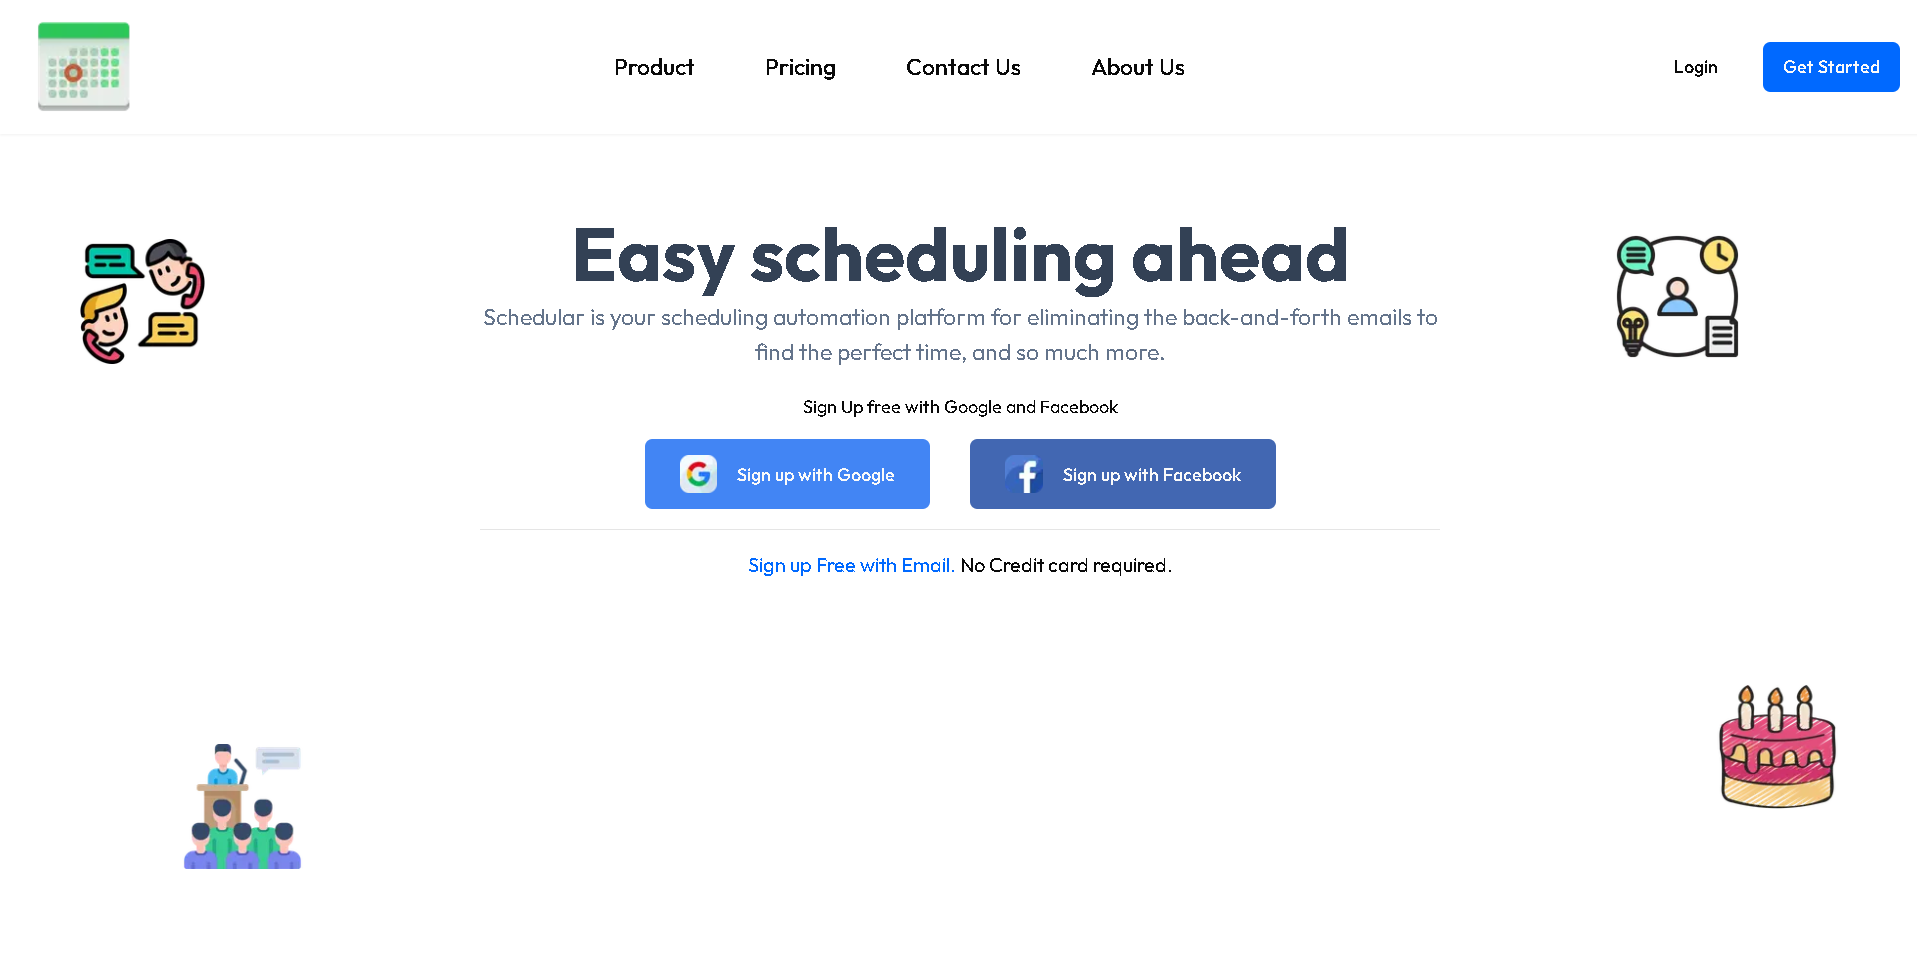 Product Pricing Contact Us About Us Login Get Started
Easy scheduling ahead
Schedular is your scheduling automation platform for eliminating the back-and-forth emails to
find the perfect time, and so much more.
Sign Up free with Google and Facebook
Sign up with Google Sign up with Facebook
Sign up Free with Email. No Credit card required.